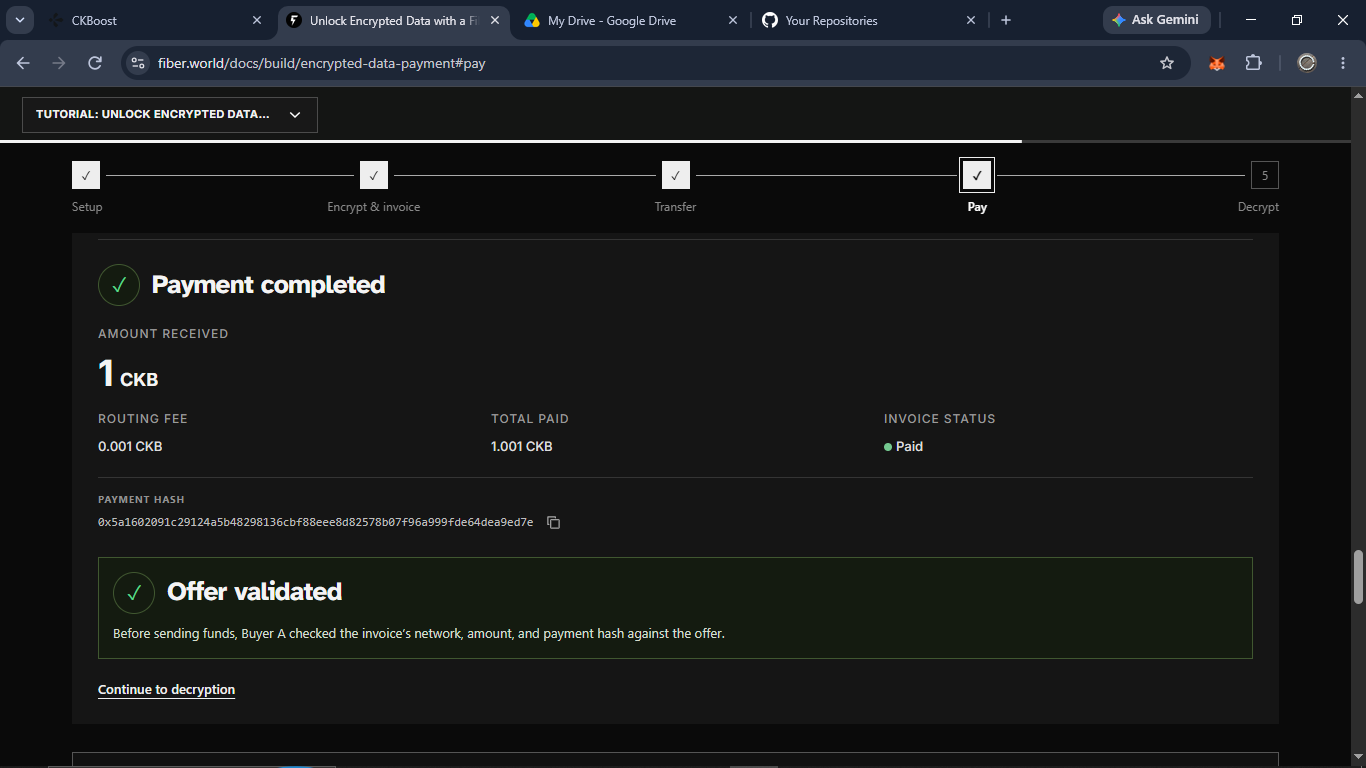 CKBoost
Unlock Encrypted Data with a Fi
My Drive - Google Drive
Your Repositories
Ask Gemini
fiber.world/docs/build/encrypted-data-payment#pay
TUTORIAL: UNLOCK ENCRYPTED DATA...
✓ ✓ ✓ ✓ 5
Setup Encrypt & invoice Transfer Pay Decrypt
✓ Payment completed
AMOUNT RECEIVED
1 CKB
ROUTING FEE TOTAL PAID INVOICE STATUS
0.001 CKB 1.001 CKB Paid
PAYMENT HASH
0x5a1602091c29124a5b48298136cbf88eee8d82578b07f96a999fde64dea9ed7e
✓ Offer validated
Before sending funds, Buyer A checked the invoice’s network, amount, and payment hash against the offer.
Continue to decryption